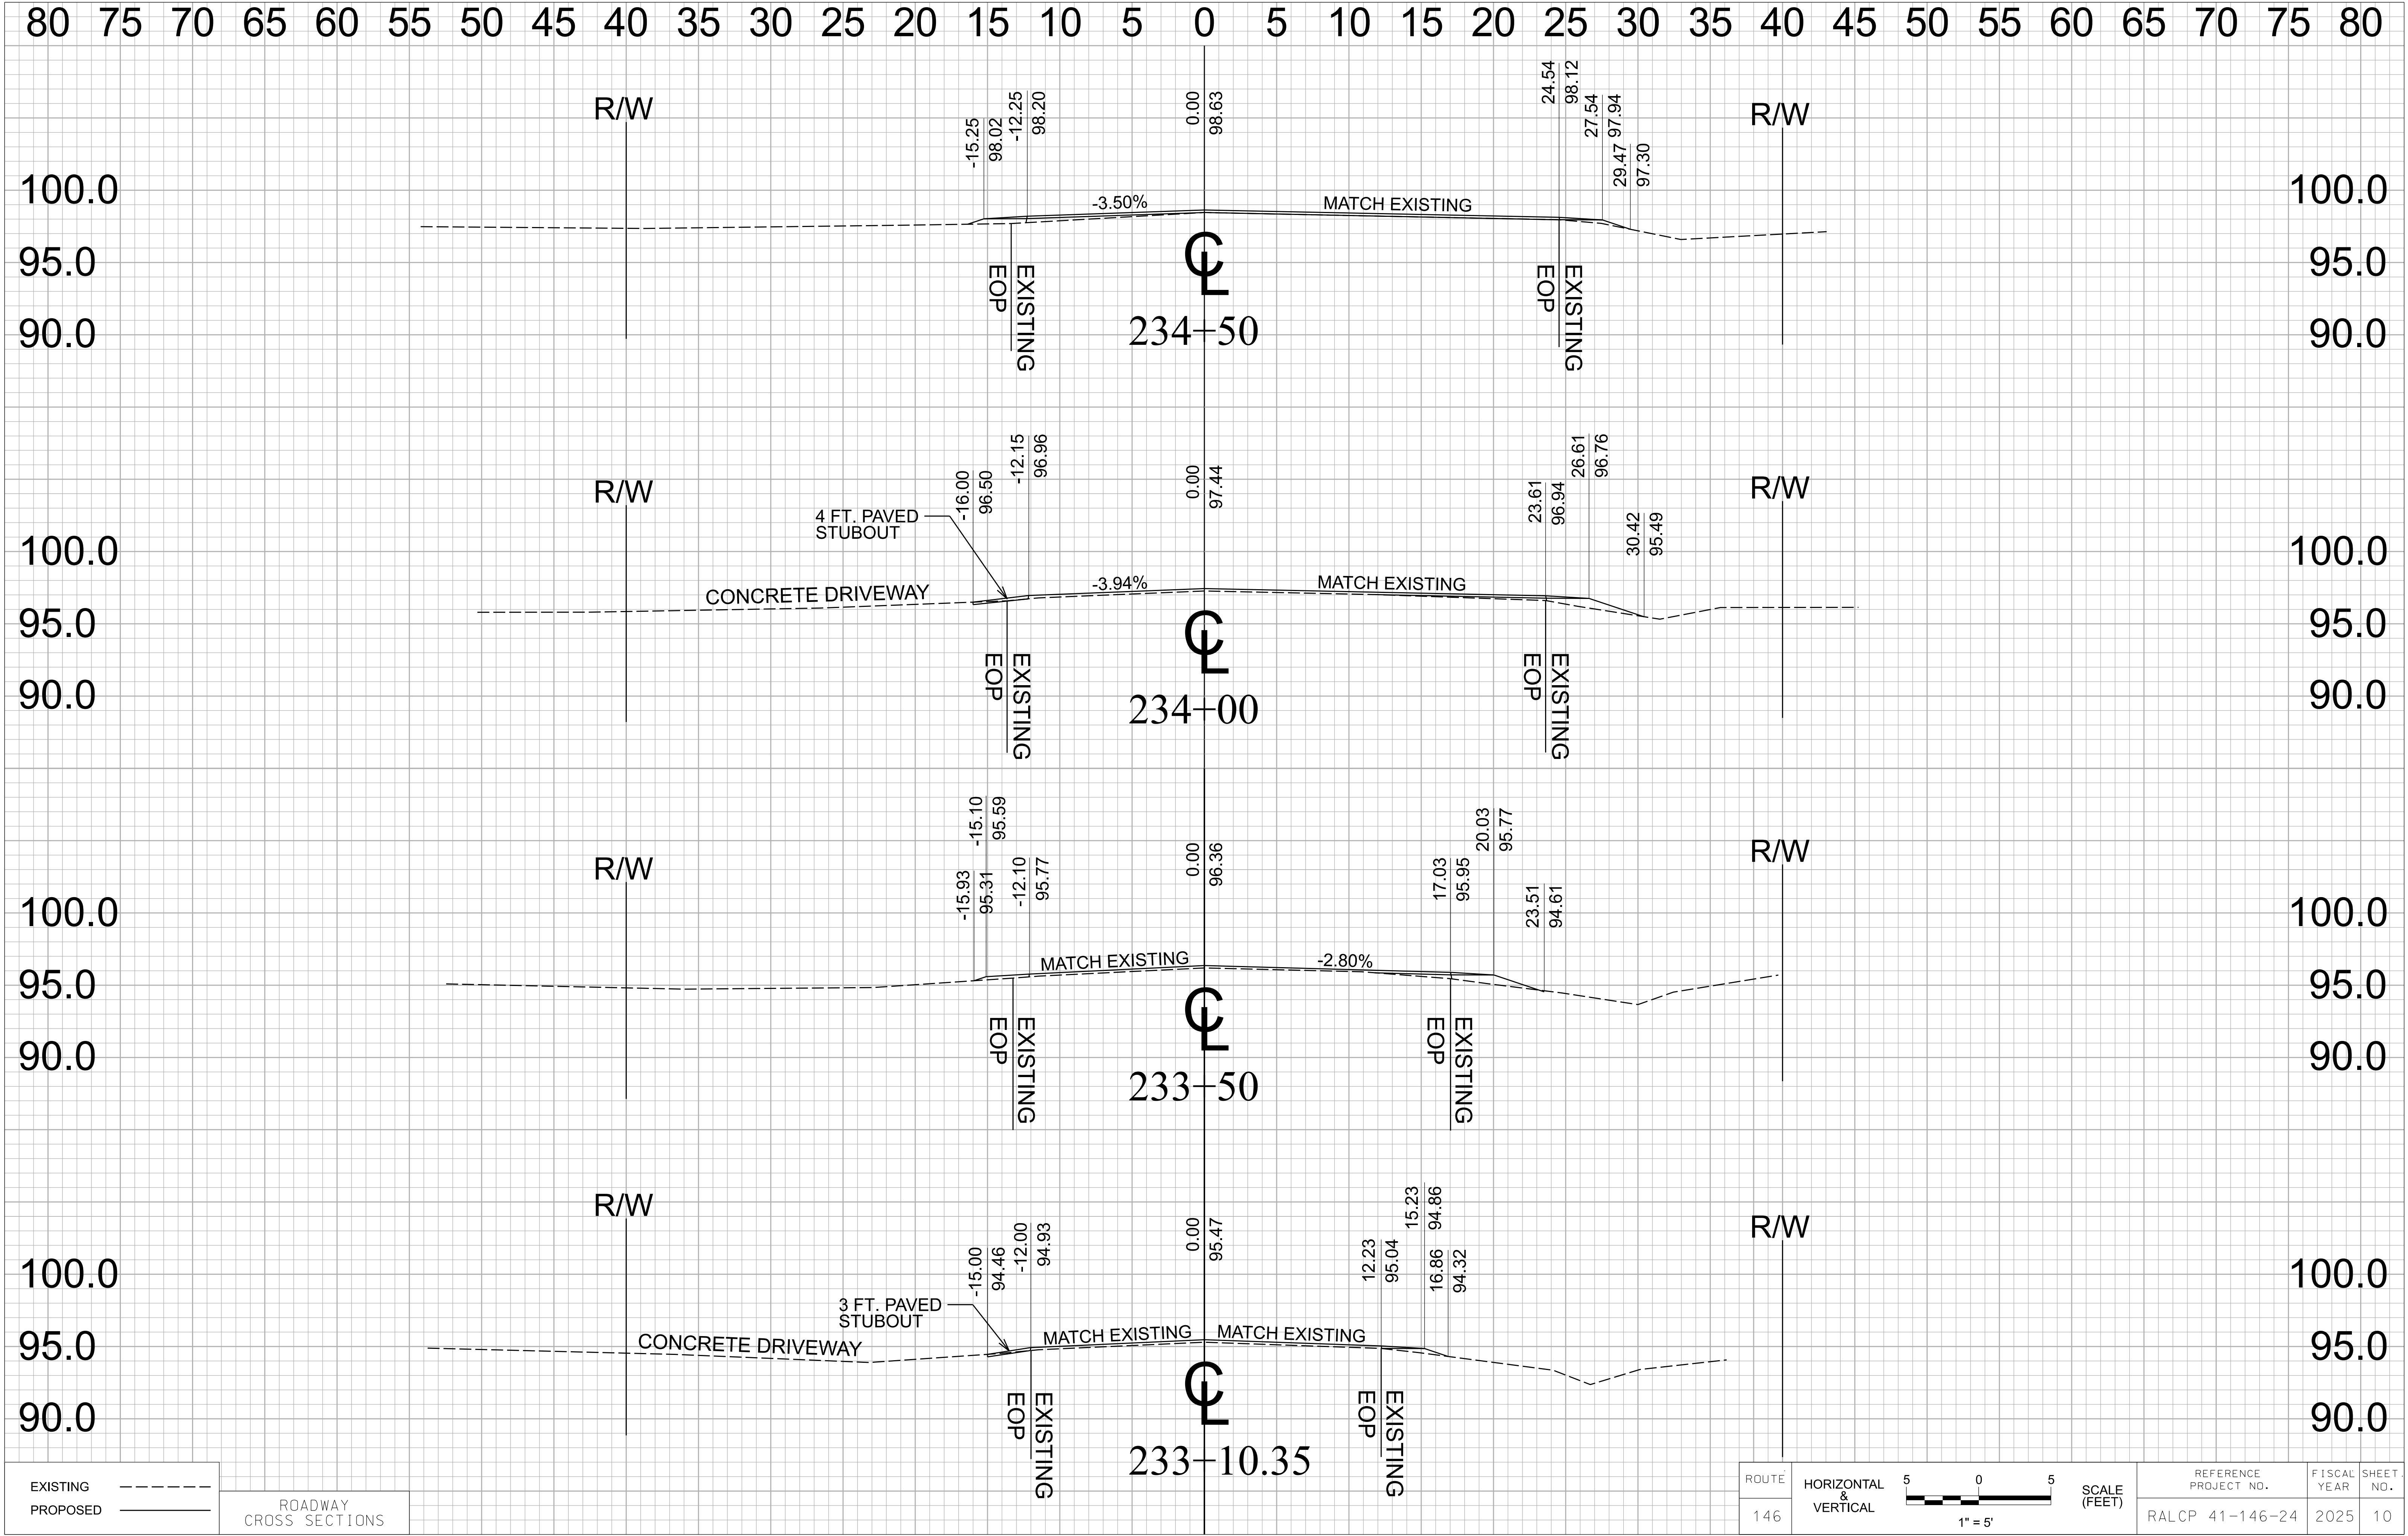 80 75 70 65 60 55 50 45 40 35 30 25 20 15 10 5 0 5 10 15 20 25 30 35 40 45 50 55 60 65 70 75 80
R/W
-15.25
98.02
-12.25
98.20
0.00
98.63
24.54
98.12
27.54
97.94
29.47
97.30
R/W
100.0
-3.50%
MATCH EXISTING
100.0
95.0
95.0
EOP
EXISTING
CL
EOP
EXISTING
90.0
234+50
90.0
R/W
-16.00
96.50
-12.15
96.96
0.00
97.44
23.61
96.94
26.61
96.76
30.42
95.49
R/W
4 FT. PAVED
STUBOUT
100.0
100.0
CONCRETE DRIVEWAY
-3.94%
MATCH EXISTING
95.0
95.0
EOP
EXISTING
CL
EOP
EXISTING
90.0
234+00
90.0
R/W
-15.93
95.31
-15.10
95.59
-12.10
95.77
0.00
96.36
17.03
95.95
20.03
95.77
23.51
94.61
R/W
100.0
100.0
MATCH EXISTING
-2.80%
95.0
95.0
EOP
EXISTING
CL
EOP
EXISTING
90.0
233+50
90.0
R/W
-15.00
94.46
-12.00
94.93
0.00
95.47
12.23
95.04
15.23
94.86
16.86
94.32
R/W
100.0
100.0
3 FT. PAVED
STUBOUT
CONCRETE DRIVEWAY
MATCH EXISTING
MATCH EXISTING
95.0
95.0
EOP
EXISTING
CL
EOP
EXISTING
90.0
233+10.35
90.0
EXISTING
PROPOSED
ROADWAY
CROSS SECTIONS
ROUTE
146
HORIZONTAL
&
VERTICAL
5 0 5
1" = 5'
SCALE
(FEET)
REFERENCE
PROJECT NO.
RALCP 41-146-24
FISCAL
YEAR
2025
SHEET
NO.
10